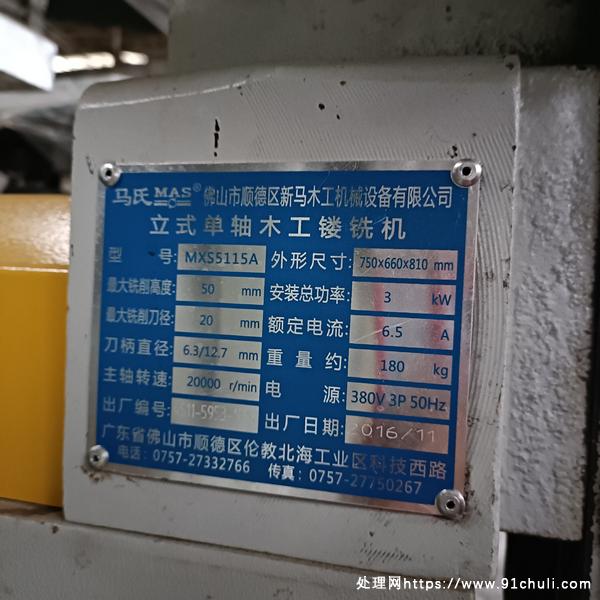 马氏 MAS® 佛山市顺德区新马木工机械设备有限公司
立式单轴木工镂铣机
型号: MXS5115A 外形尺寸: 750×660×810 mm
最大铣削高度: 50 mm 安装总功率: 3 kW
最大铣削刀径: 20 mm 额定电流: 6.5 A
刀柄直径: 6.3/12.7 mm 重量约: 180 kg
主轴转速: 20000 r/min 电源: 380V 3P 50Hz
出厂编号: 出厂日期: 2016/11
广东省佛山市顺德区伦教北海工业区科技西路
电话: 0757-27332766 传真: 0757-27750267
处理网https://www.91chuli.com/